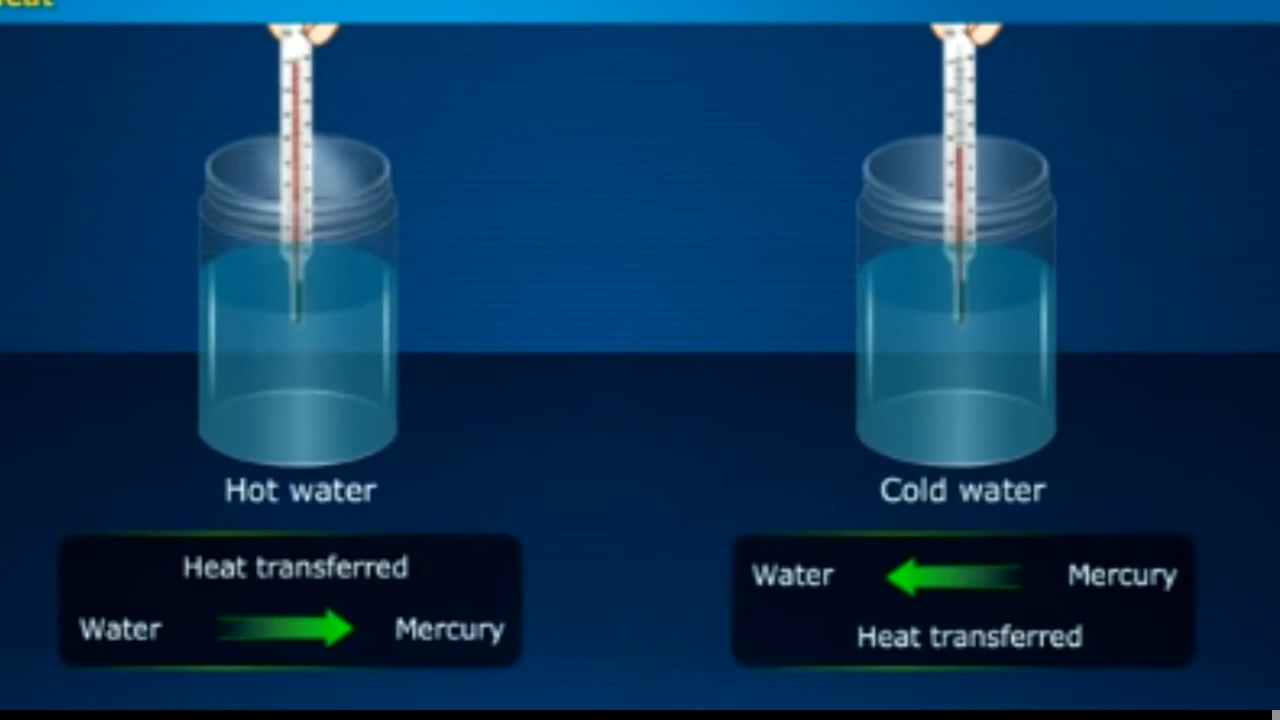 Hot water
Cold water
Heat transferred
Water Mercury
Water Mercury
Heat transferred